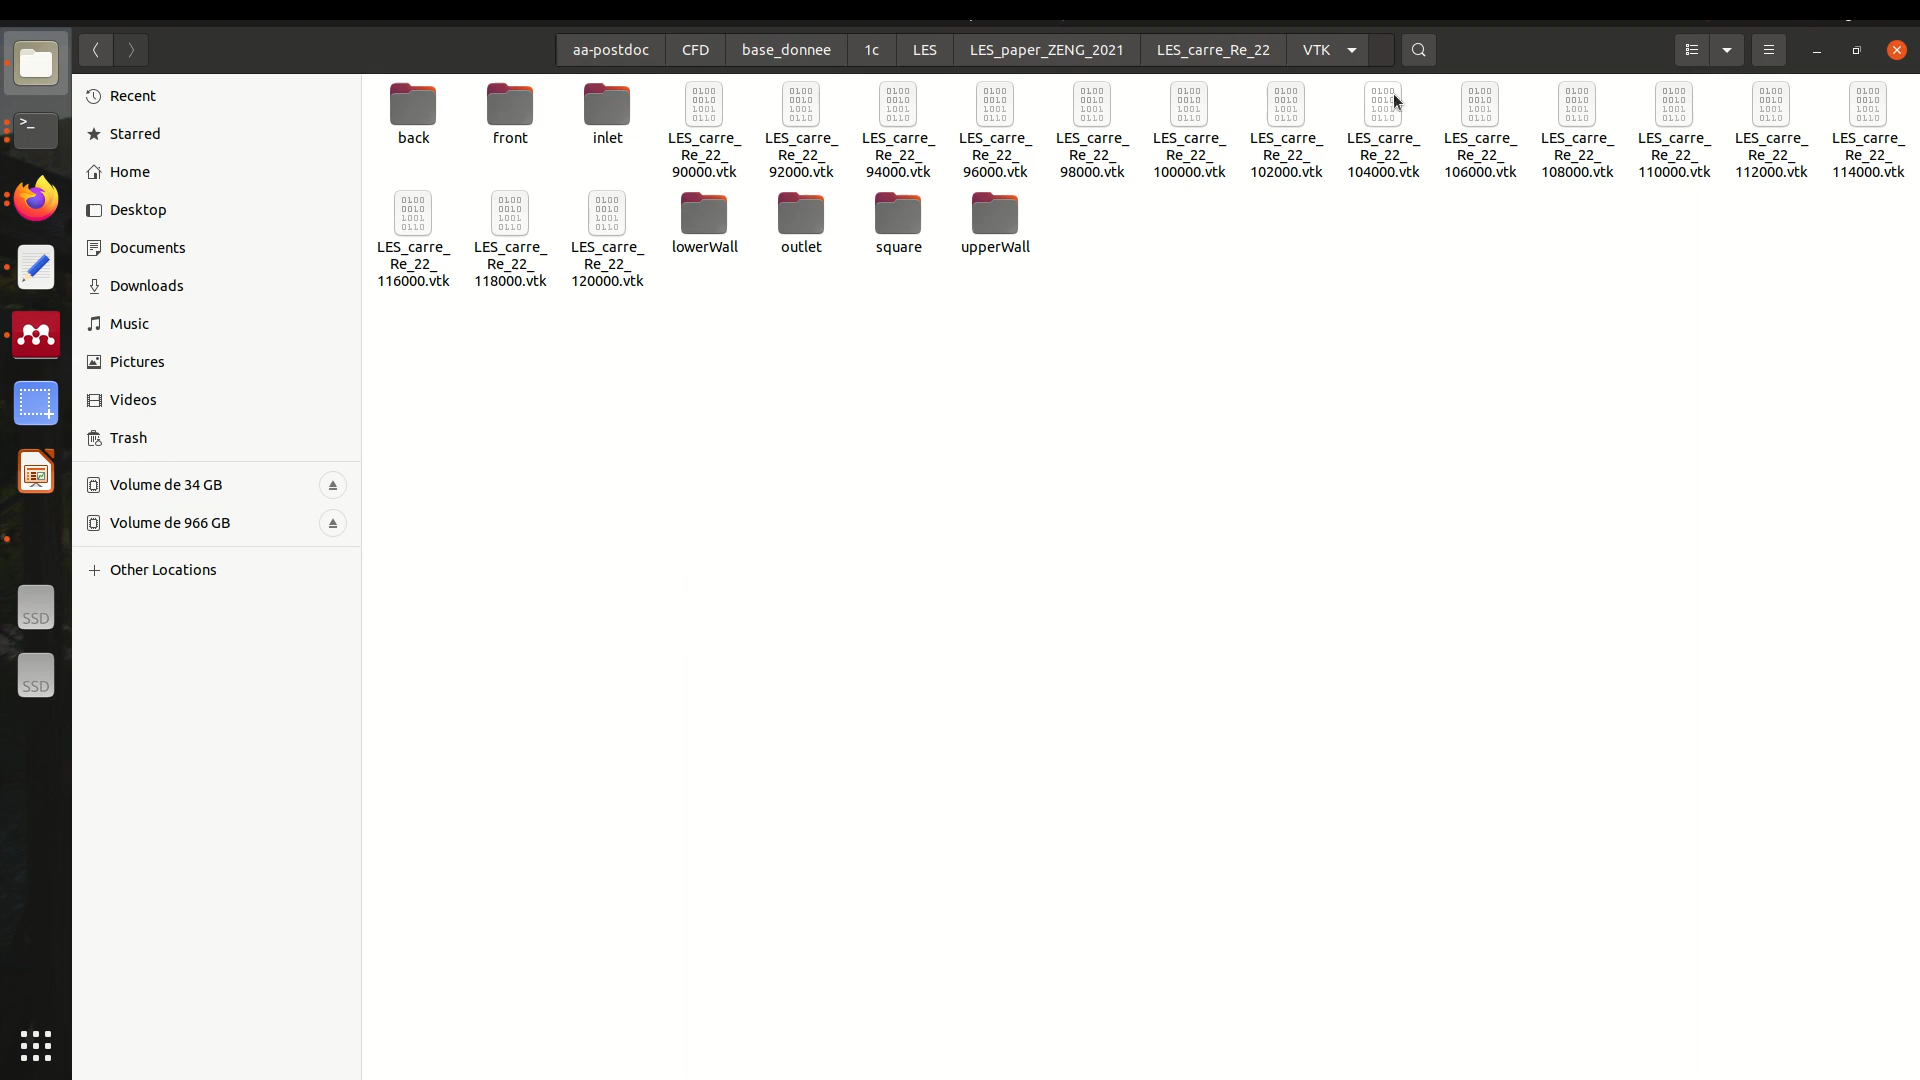 aa-postdoc CFD base_donnee 1c LES LES_paper_ZENG_2021 LES_carre_Re_22 VTK
Recent
Starred
Home
Desktop
Documents
Downloads
Music
Pictures
Videos
Trash
Volume de 34 GB
Volume de 966 GB
+ Other Locations
SSD
SSD
back
front
inlet
LES_carre_
Re_22_
90000.vtk
LES_carre_
Re_22_
92000.vtk
LES_carre_
Re_22_
94000.vtk
LES_carre_
Re_22_
96000.vtk
LES_carre_
Re_22_
98000.vtk
LES_carre_
Re_22_
100000.vtk
LES_carre_
Re_22_
102000.vtk
LES_carre_
Re_22_
104000.vtk
LES_carre_
Re_22_
106000.vtk
LES_carre_
Re_22_
108000.vtk
LES_carre_
Re_22_
110000.vtk
LES_carre_
Re_22_
112000.vtk
LES_carre_
Re_22_
114000.vtk
LES_carre_
Re_22_
116000.vtk
LES_carre_
Re_22_
118000.vtk
LES_carre_
Re_22_
120000.vtk
lowerWall
outlet
square
upperWall